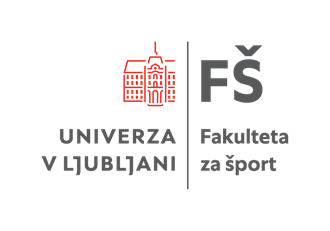 FŠ
UNIVERZA
V LJUBLJANI
Fakulteta
za šport